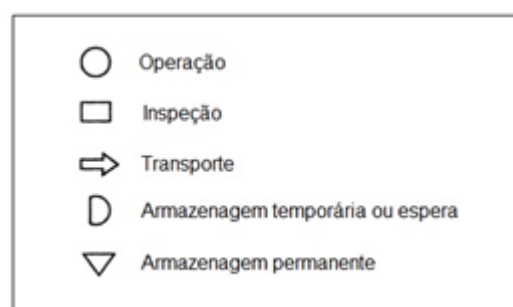 Operação
Inspeção
Transporte
Armazenagem temporária ou espera
Armazenagem permanente